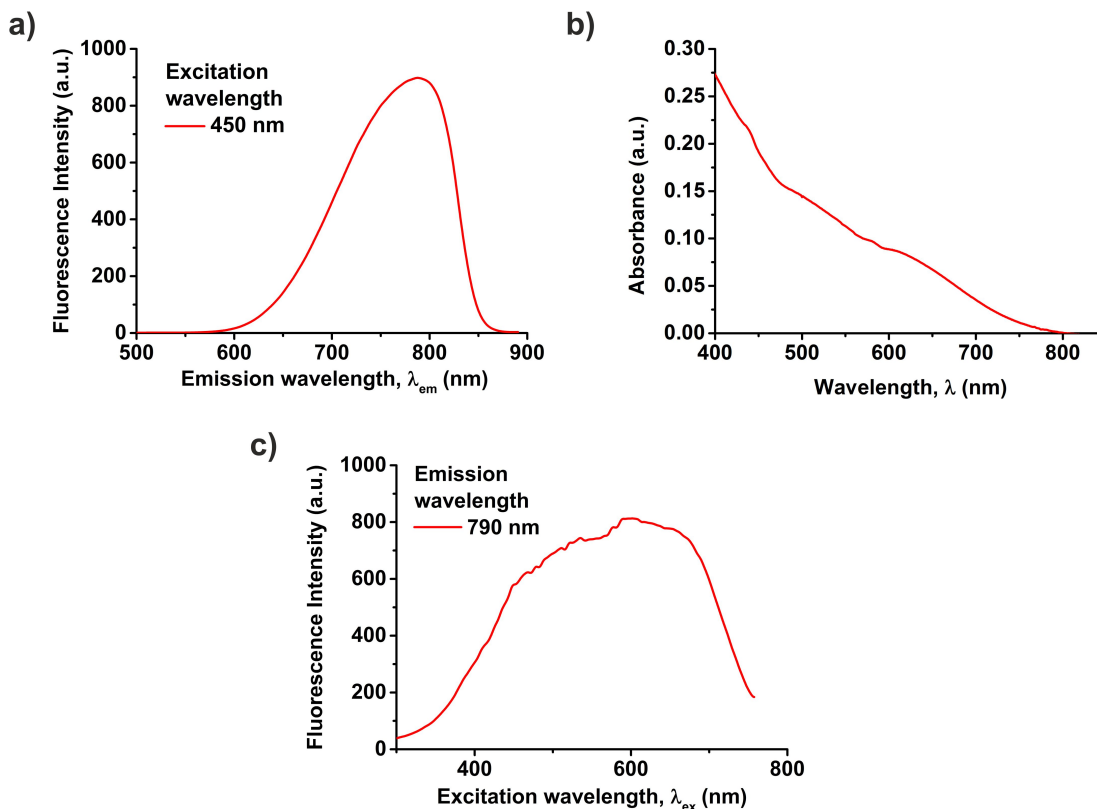 a)
Fluorescence Intensity (a.u.)
1000
800
600
400
200
0
Excitation
wavelength
450 nm
500 600 700 800 900
Emission wavelength, λem (nm)
b)
Absorbance (a.u.)
0.30
0.25
0.20
0.15
0.10
0.05
0.00
400 500 600 700 800
Wavelength, λ (nm)
c)
Fluorescence Intensity (a.u.)
1000
800
600
400
200
0
Emission
wavelength
790 nm
400 600 800
Excitation wavelength, λex (nm)